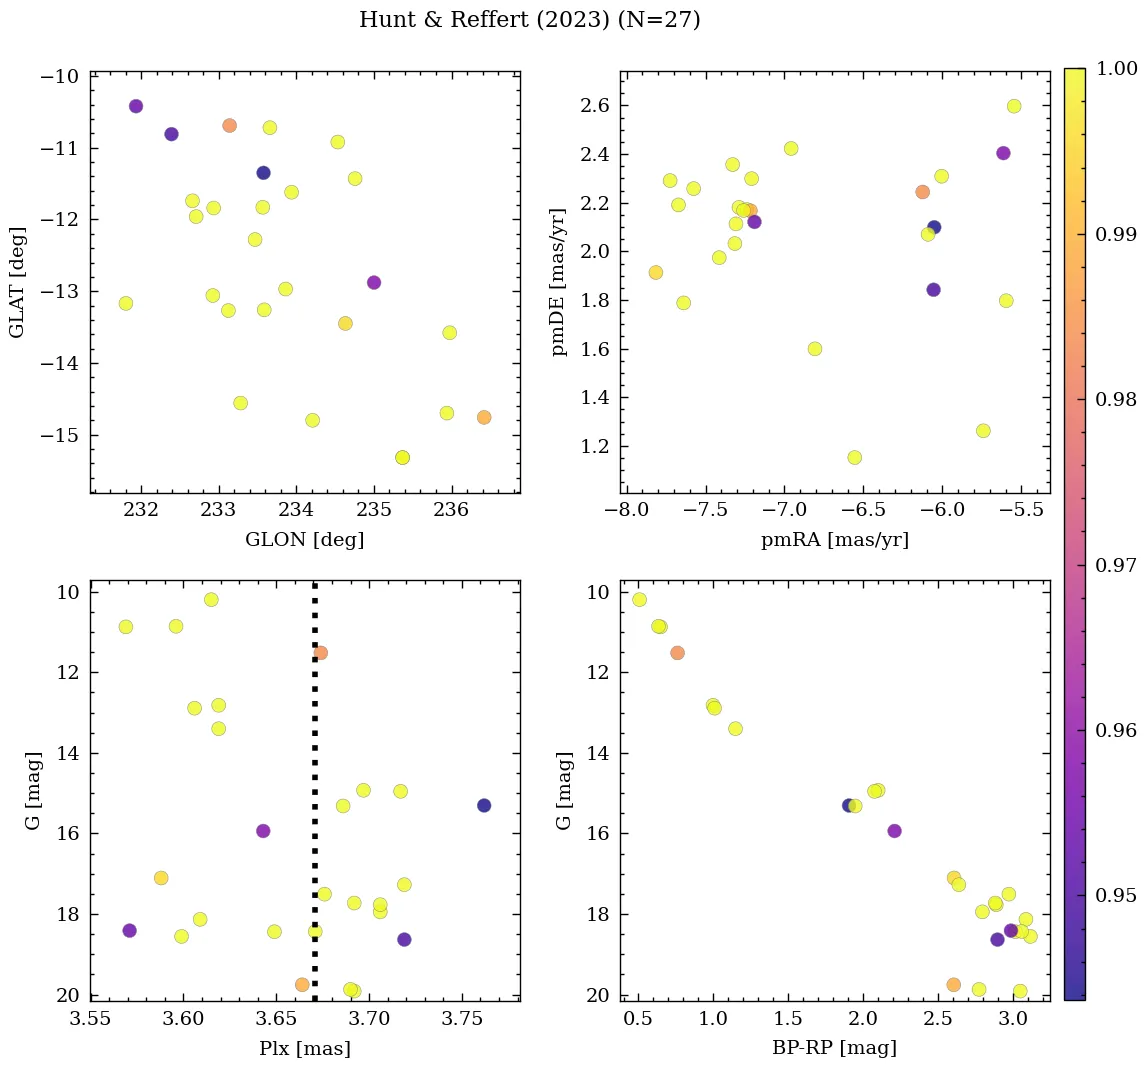 Hunt & Reffert (2023) (N=27)
−10
−11
−12
−13
−14
−15
GLAT [deg]
232 233 234 235 236
GLON [deg]
2.6
2.4
2.2
2.0
1.8
1.6
1.4
1.2
pmDE [mas/yr]
−8.0 −7.5 −7.0 −6.5 −6.0 −5.5
pmRA [mas/yr]
10
12
14
16
18
20
G [mag]
3.55 3.60 3.65 3.70 3.75
Plx [mas]
10
12
14
16
18
20
G [mag]
0.5 1.0 1.5 2.0 2.5 3.0
BP-RP [mag]
1.00
0.99
0.98
0.97
0.96
0.95